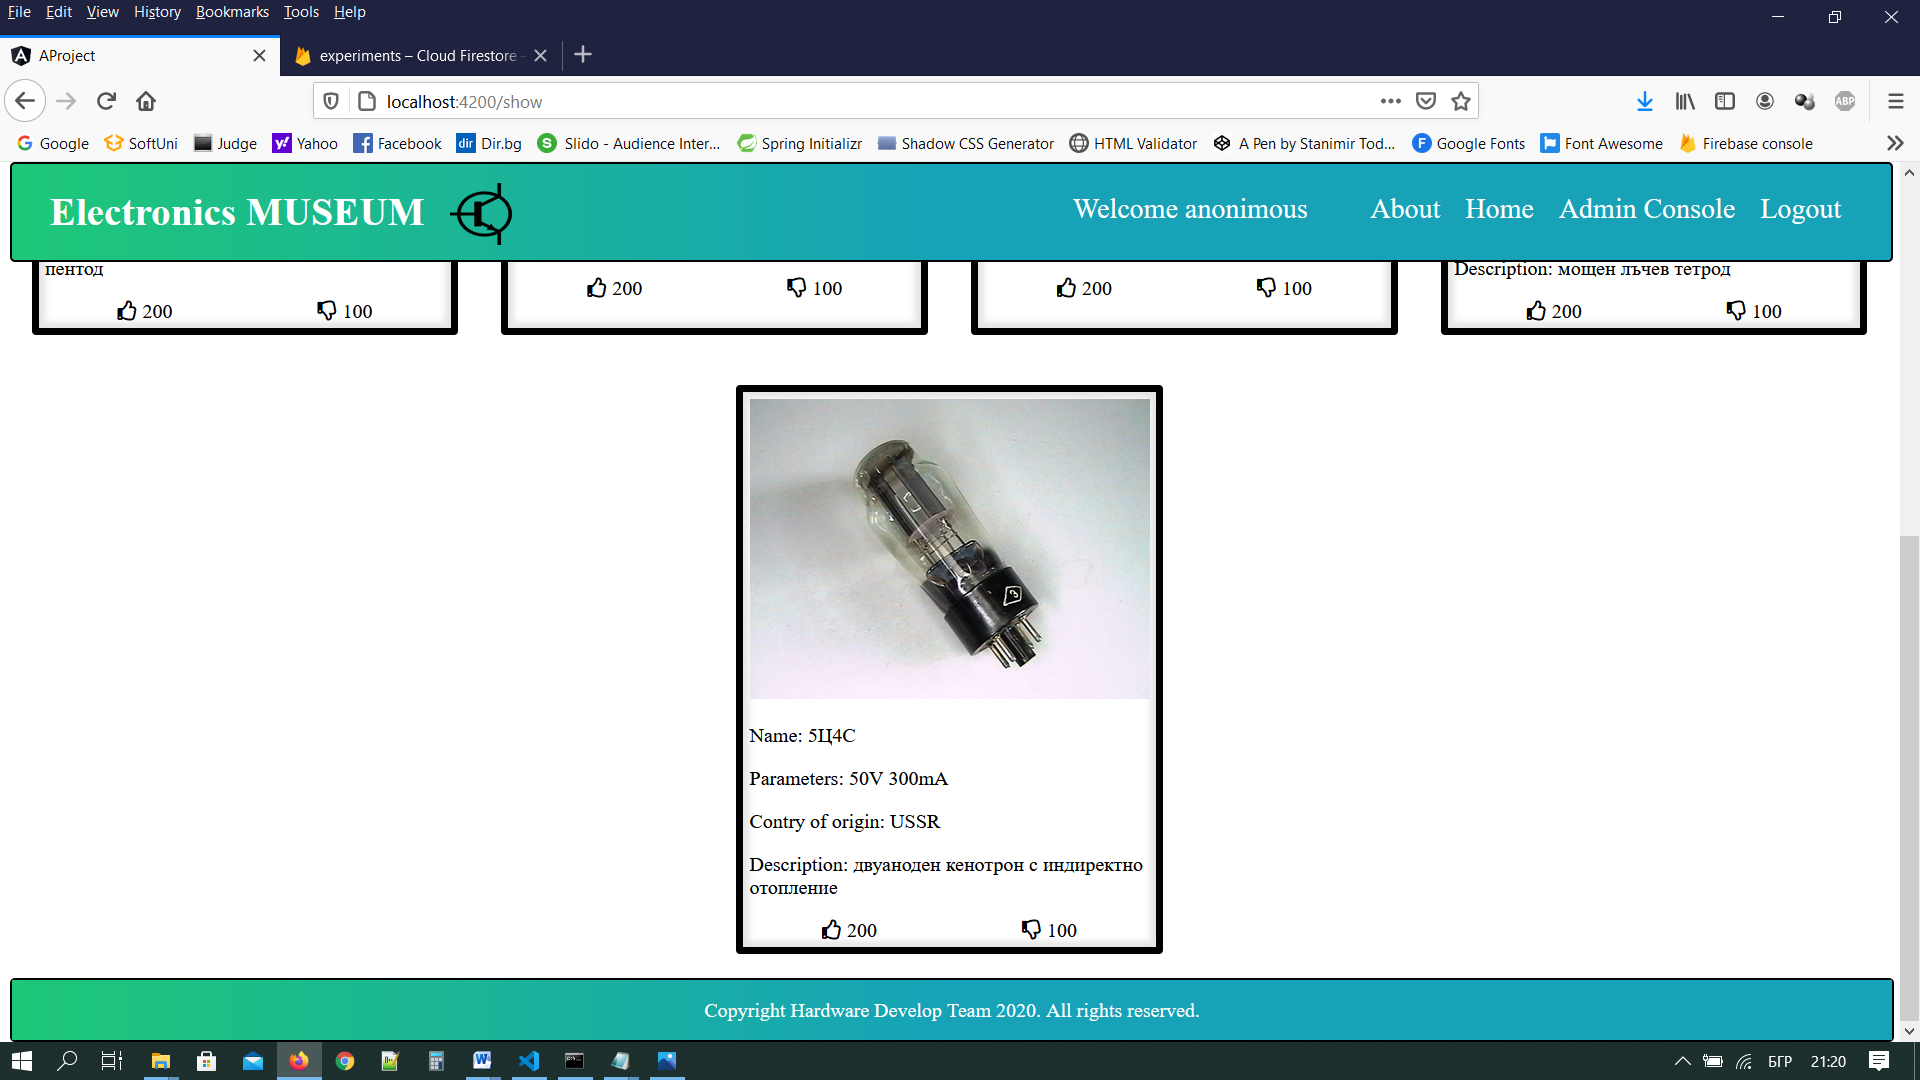 File Edit View History Bookmarks Tools Help
AProject
experiments – Cloud Firestore
localhost:4200/show
ABP
Google SoftUni Judge Yahoo Facebook dir Dir.bg S Slido - Audience Inter... Spring Initializr Shadow CSS Generator HTML Validator A Pen by Stanimir Tod... F Google Fonts Font Awesome Firebase console
Electronics MUSEUM Welcome anonimous About Home Admin Console Logout
пентод
Description: мощен лъчев тетрод
200 100
200 100
200 100
200 100
З
Name: 5Ц4С
Parameters: 50V 300mA
Contry of origin: USSR
Description: двуаноден кенотрон с индиректно
отопление
200 100
Copyright Hardware Develop Team 2020. All rights reserved.
БГР 21:20